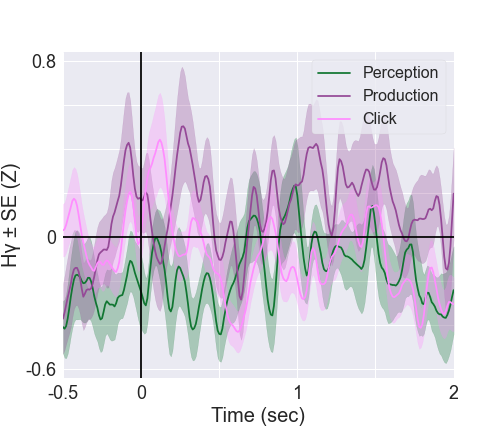 0.8
Perception
Production
Click
Hγ ± SE (Z)
0
-0.6
-0.5 0 1 2
Time (sec)